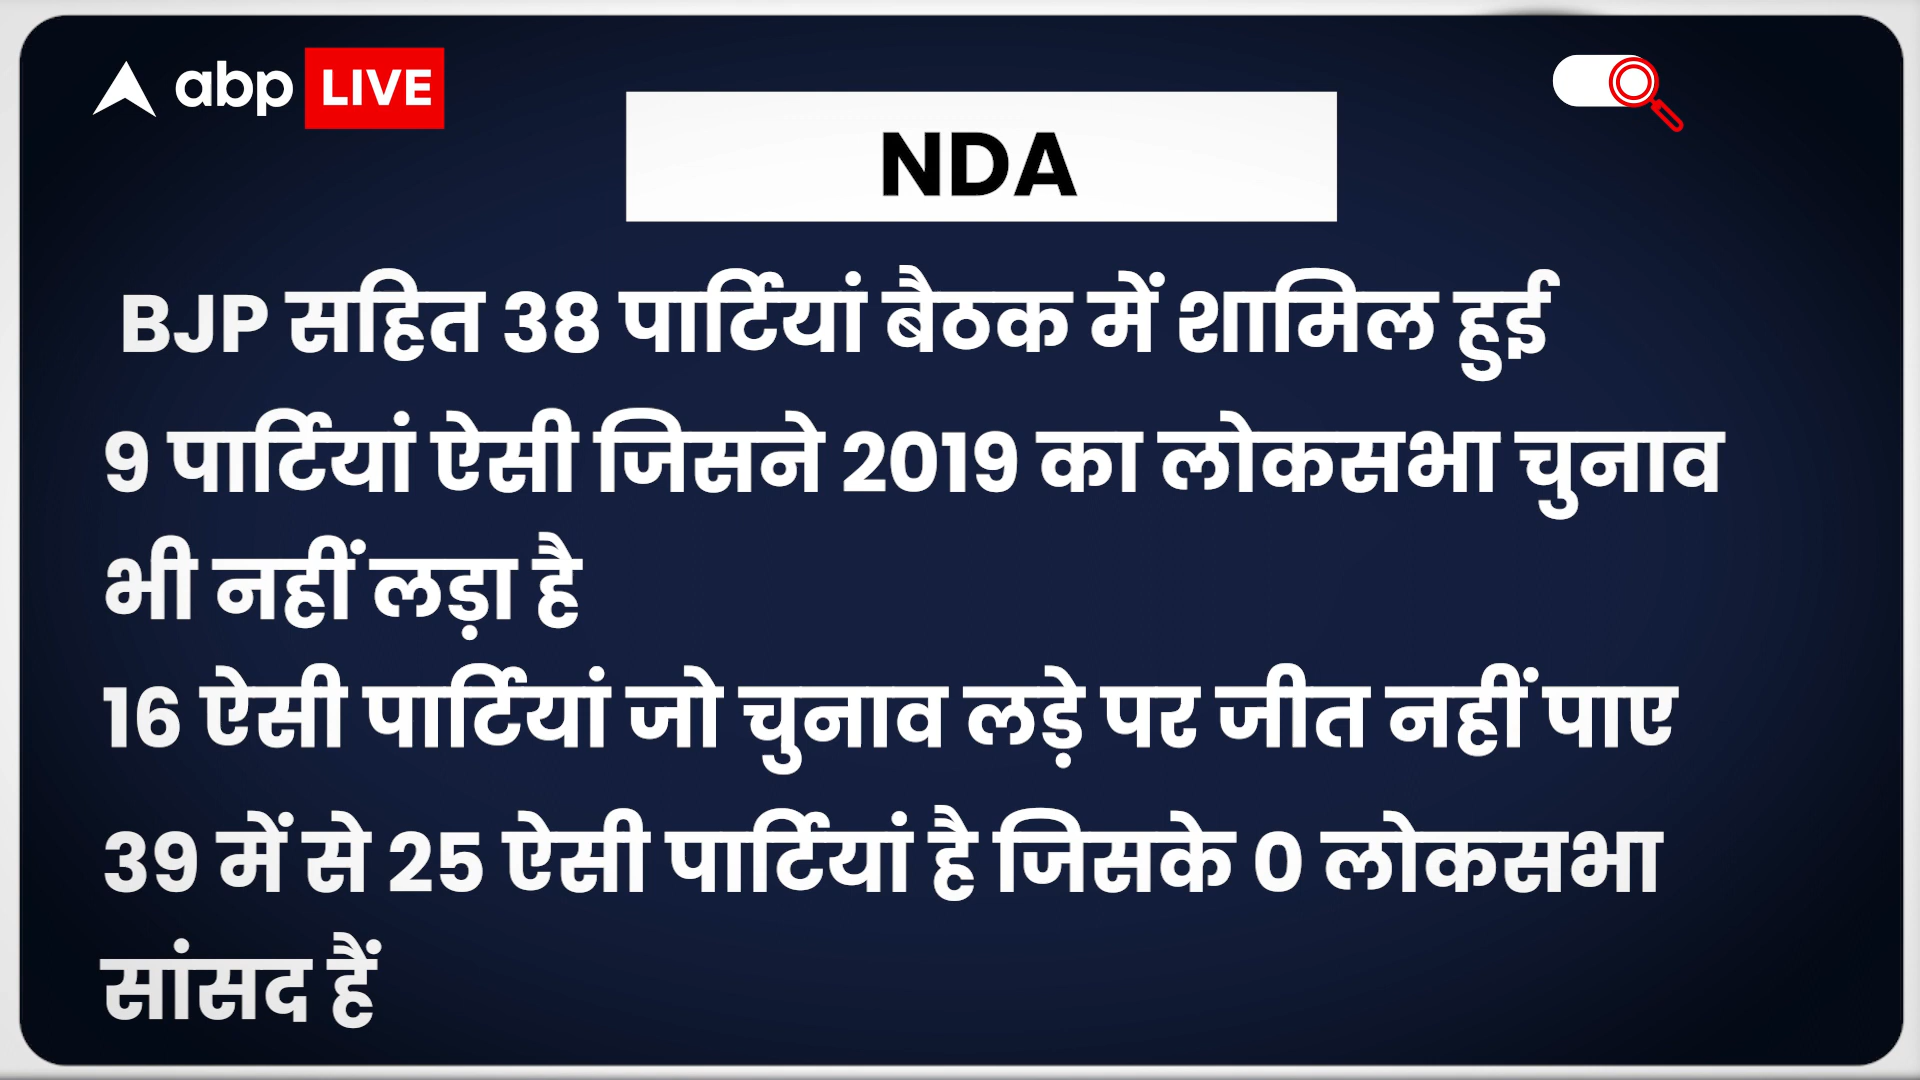 abp LIVE
NDA
BJP सहित 38 पार्टियां बैठक में शामिल हुई
9 पार्टियां ऐसी जिसने 2019 का लोकसभा चुनाव
भी नहीं लड़ा है
16 ऐसी पार्टियां जो चुनाव लड़े पर जीत नहीं पाए
39 में से 25 ऐसी पार्टियां है जिसके 0 लोकसभा
सांसद हैं